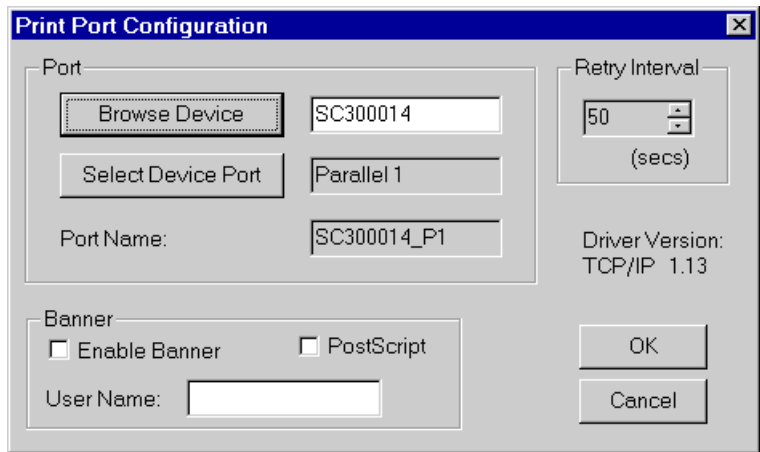 Print Port Configuration
Port
Browse Device
SC300014
Select Device Port
Parallel 1
Port Name:
SC300014_P1
Retry Interval
50
(secs)
Driver Version:
TCP/IP 1.13
Banner
Enable Banner
PostScript
User Name:
OK
Cancel